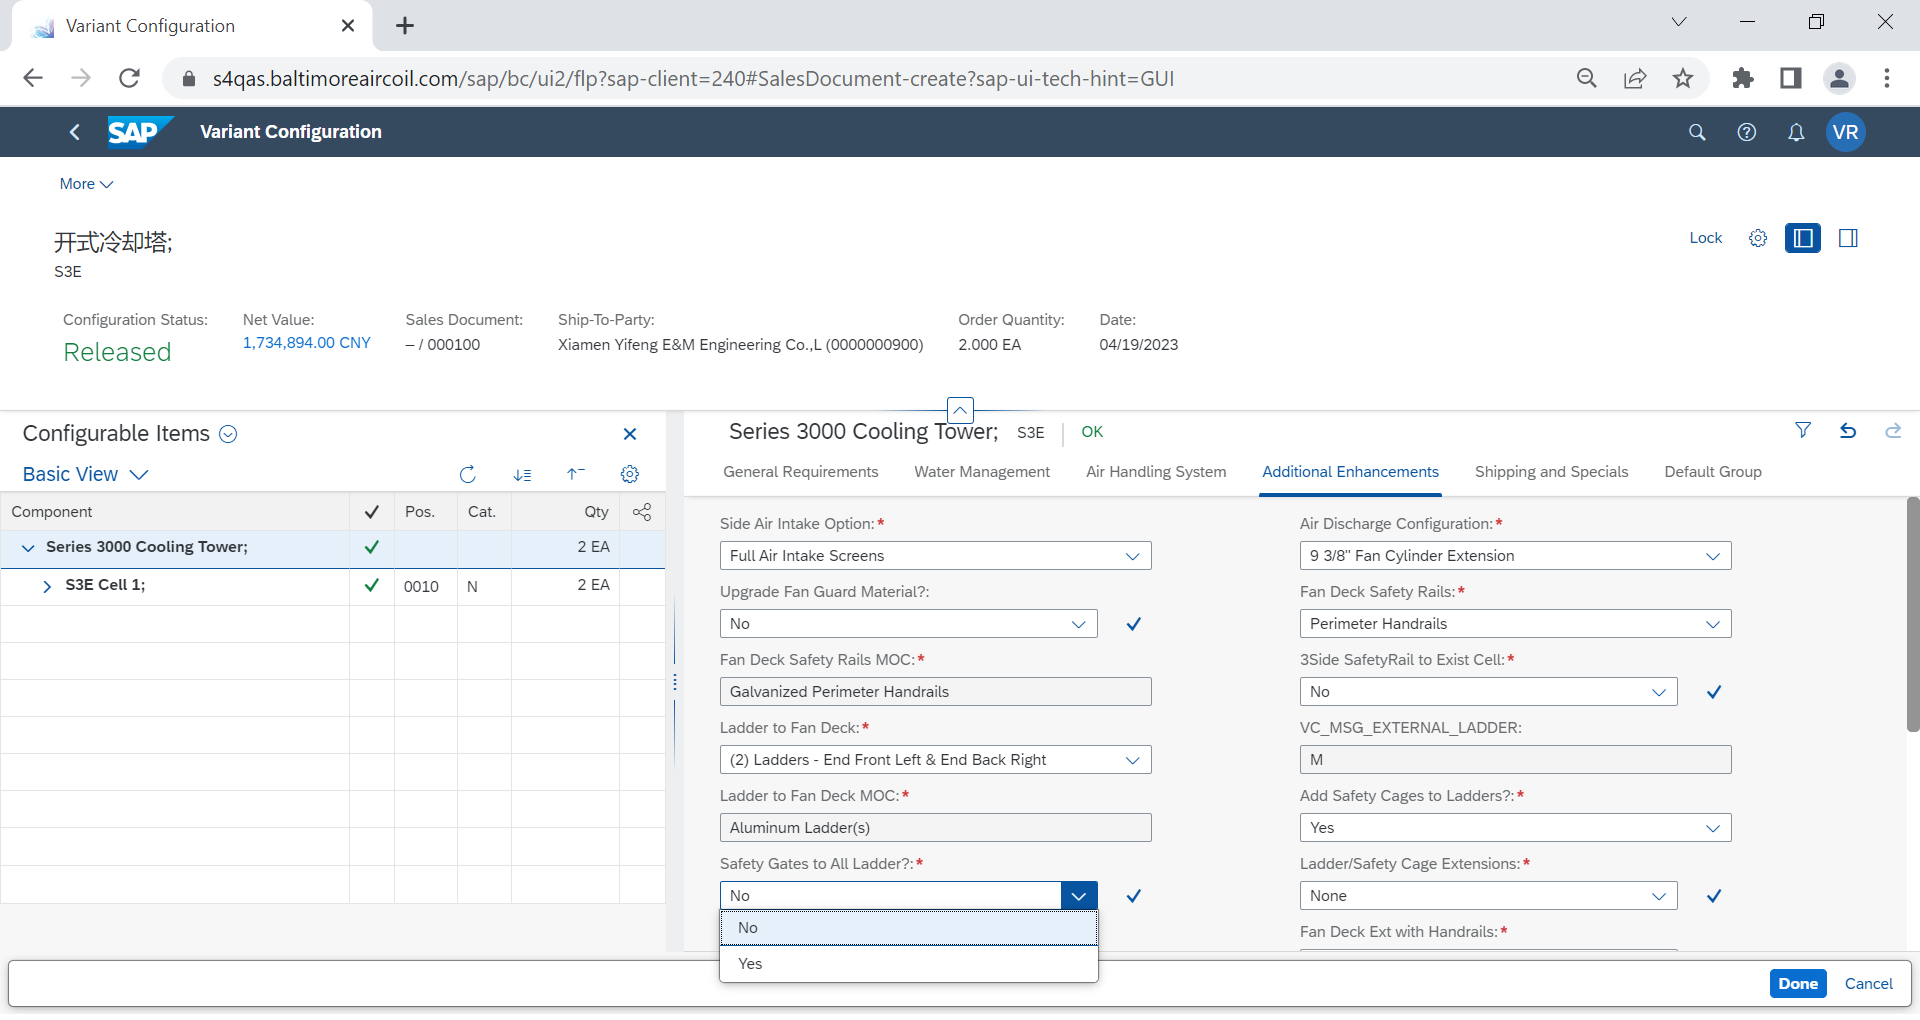 Variant Configuration
s4qas.baltimoreaircoil.com/sap/bc/ui2/flp?sap-client=240#SalesDocument-create?sap-ui-tech-hint=GUI
SAP Variant Configuration VR
More
开式冷却塔;
S3E
Lock
Configuration Status: Net Value: Sales Document: Ship-To-Party: Order Quantity: Date:
Released 1,734,894.00 CNY – / 000100 Xiamen Yifeng E&M Engineering Co.,L (0000000900) 2.000 EA 04/19/2023
Configurable Items
Basic View
Component Pos. Cat. Qty
Series 3000 Cooling Tower; 2 EA
S3E Cell 1; 0010 N 2 EA
Series 3000 Cooling Tower; S3E OK
General Requirements Water Management Air Handling System Additional Enhancements Shipping and Specials Default Group
Side Air Intake Option:* Air Discharge Configuration:*
Full Air Intake Screens 9 3/8" Fan Cylinder Extension
Upgrade Fan Guard Material?: Fan Deck Safety Rails:*
No Perimeter Handrails
Fan Deck Safety Rails MOC:* 3Side SafetyRail to Exist Cell:*
Galvanized Perimeter Handrails No
Ladder to Fan Deck:* VC_MSG_EXTERNAL_LADDER:
(2) Ladders - End Front Left & End Back Right M
Ladder to Fan Deck MOC:* Add Safety Cages to Ladders?:*
Aluminum Ladder(s) Yes
Safety Gates to All Ladder?:* Ladder/Safety Cage Extensions:*
No None
No Fan Deck Ext with Handrails:*
Yes
Done Cancel